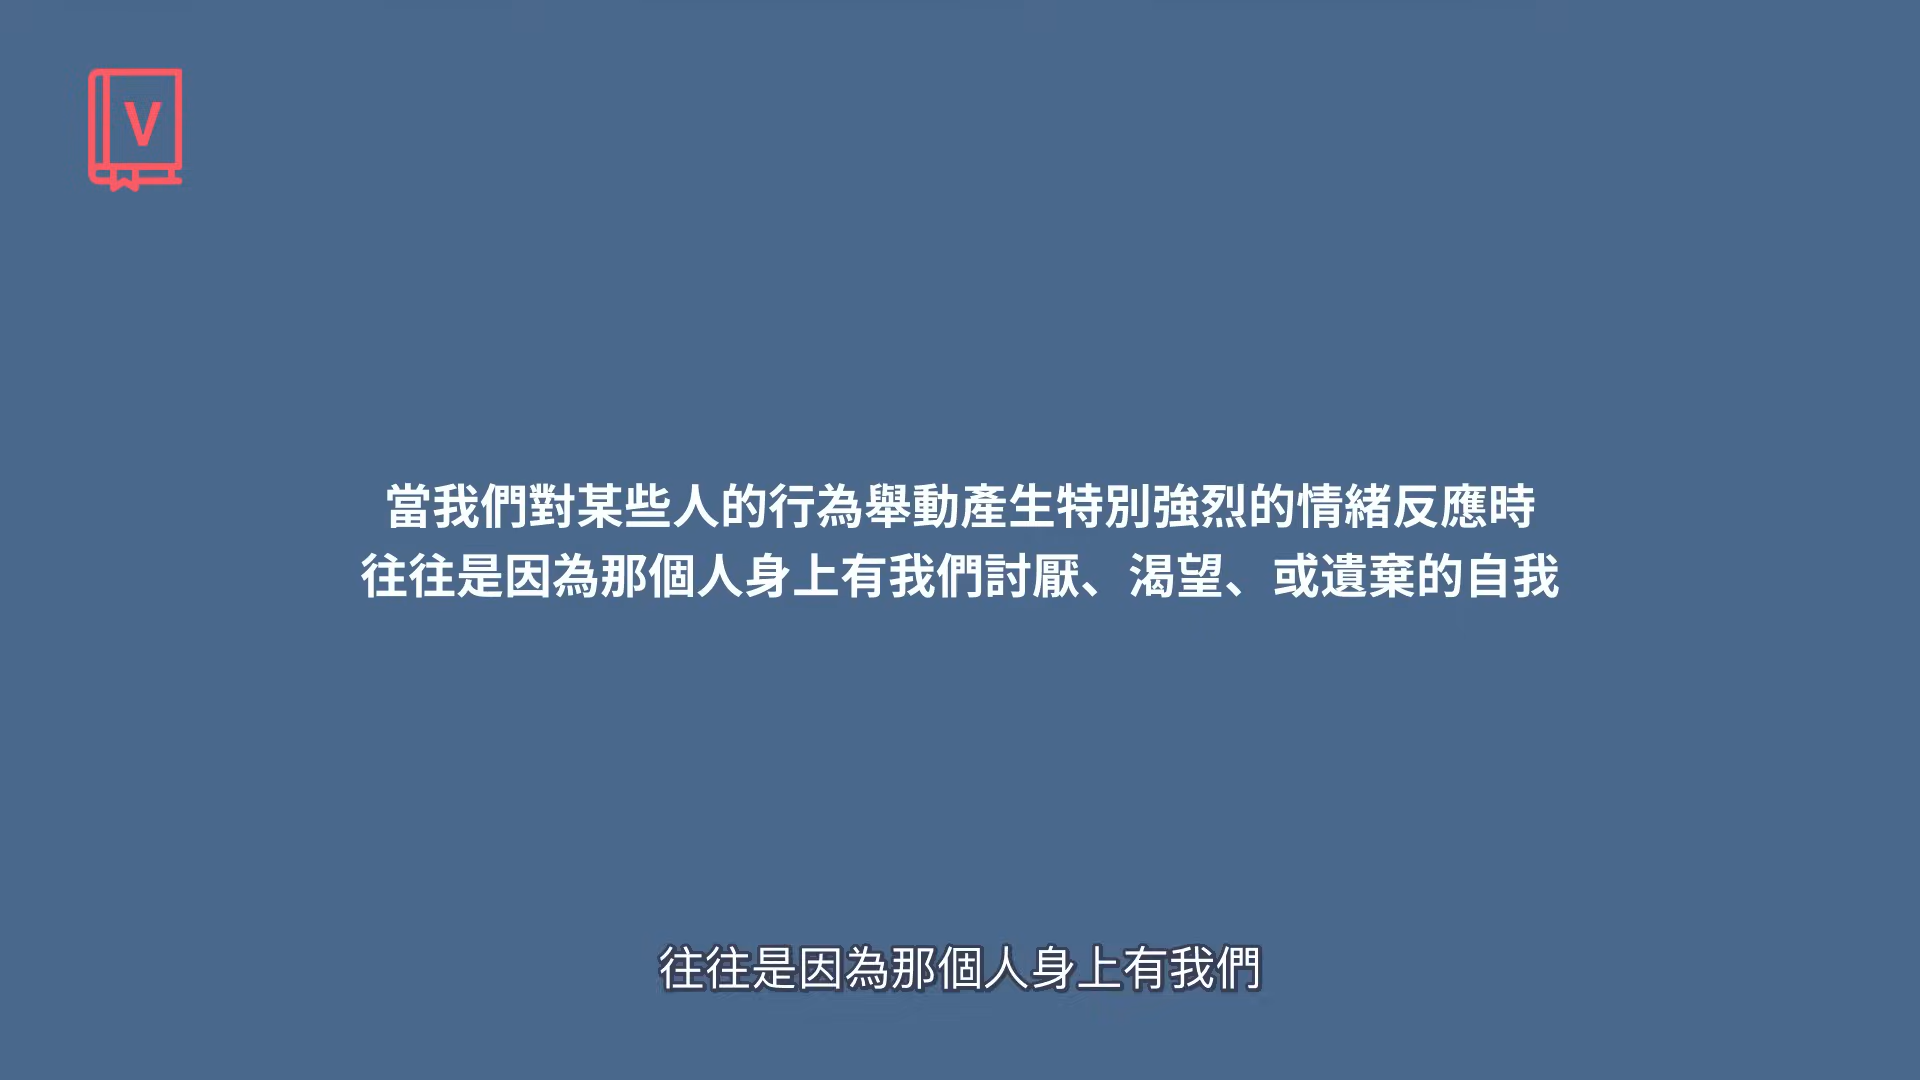 V
當我們對某些人的行為舉動產生特別強烈的情緒反應時
往往是因為那個人身上有我們討厭、渴望、或遺棄的自我
往往是因為那個人身上有我們